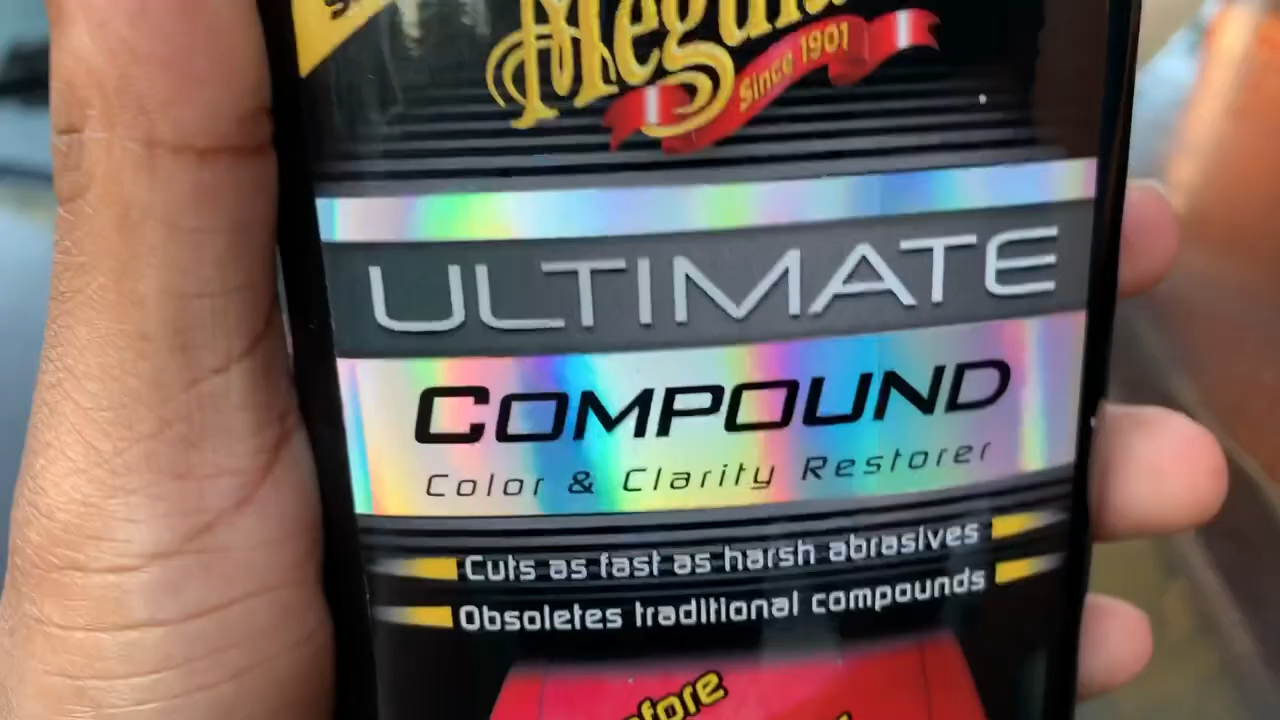 Since 1901
ULTIMATE
COMPOUND
Color & Clarity Restorer
Cuts as fast as harsh abrasives
Obsoletes traditional compounds